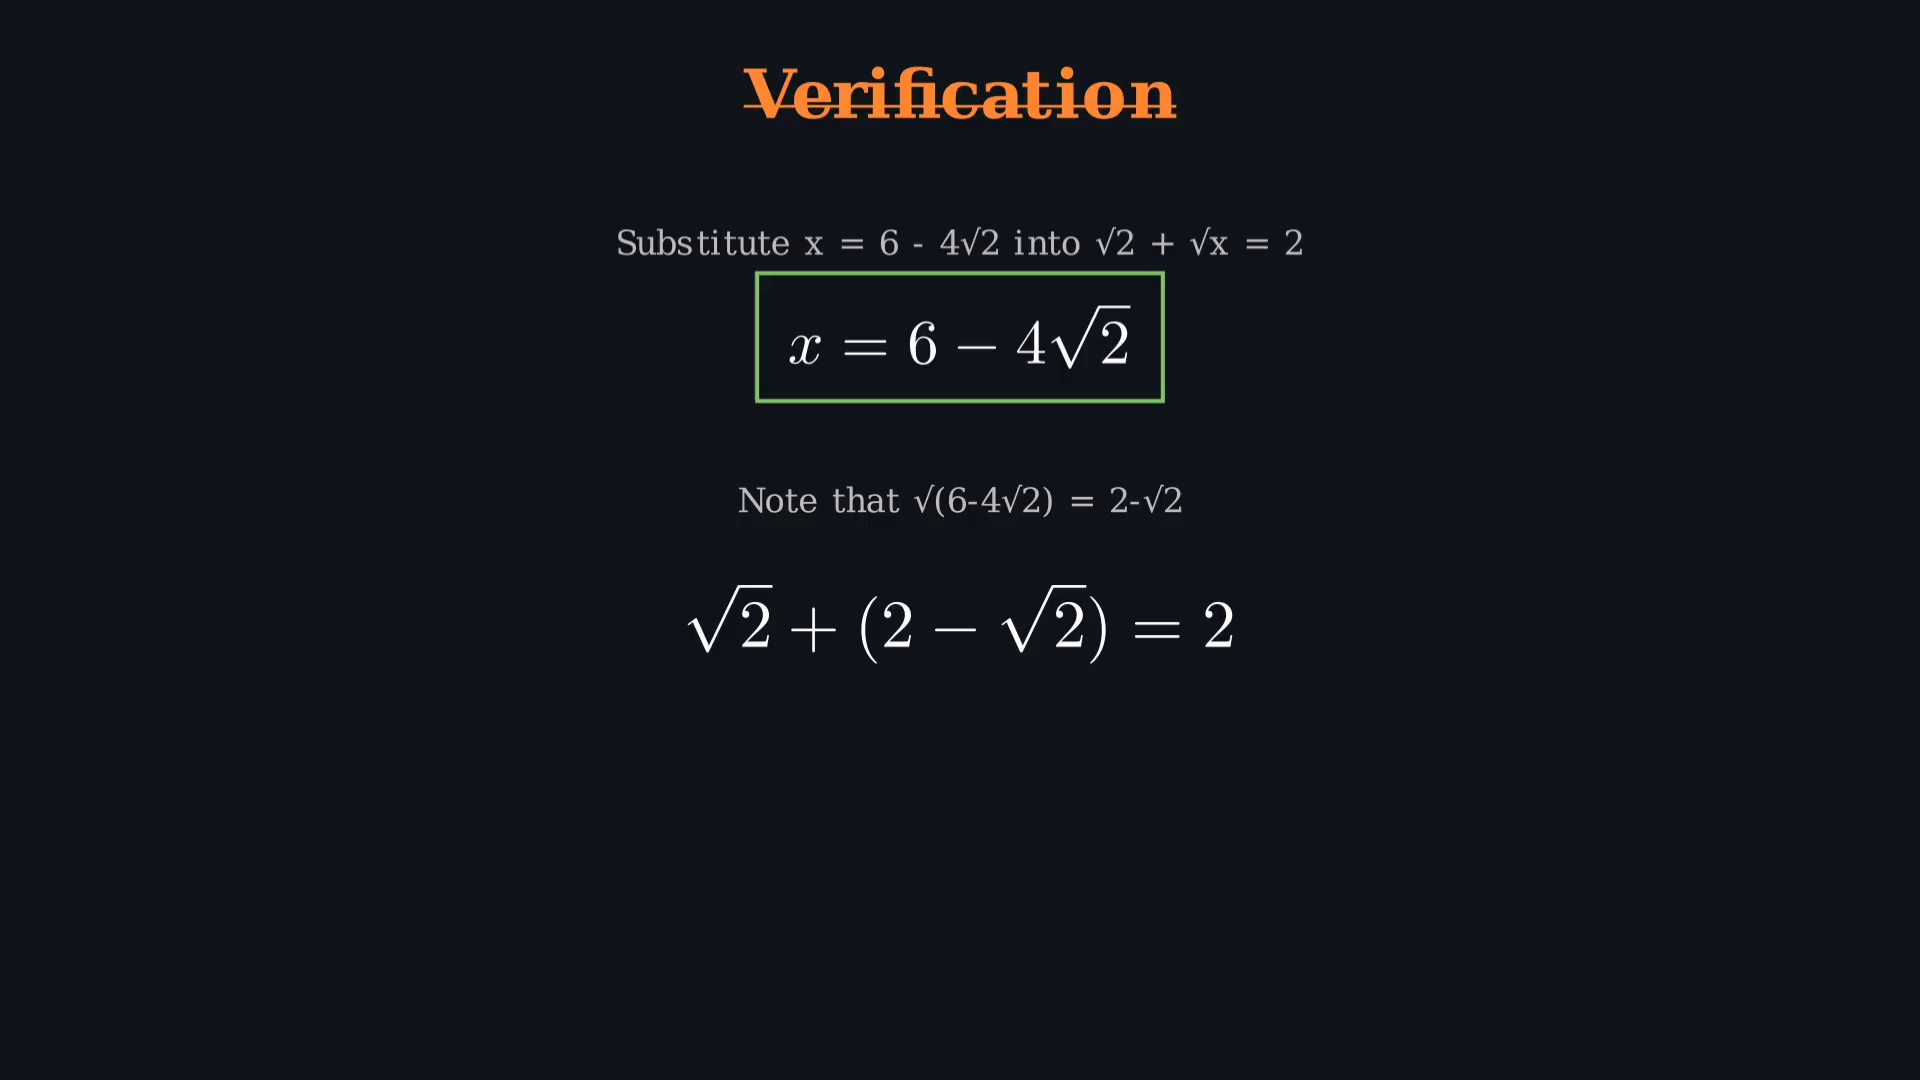 Verification
Substitute x = 6 - 4√2 into √2 + √x = 2
x = 6 − 4√2
Note that √(6-4√2) = 2-√2
√2 + (2 − √2) = 2